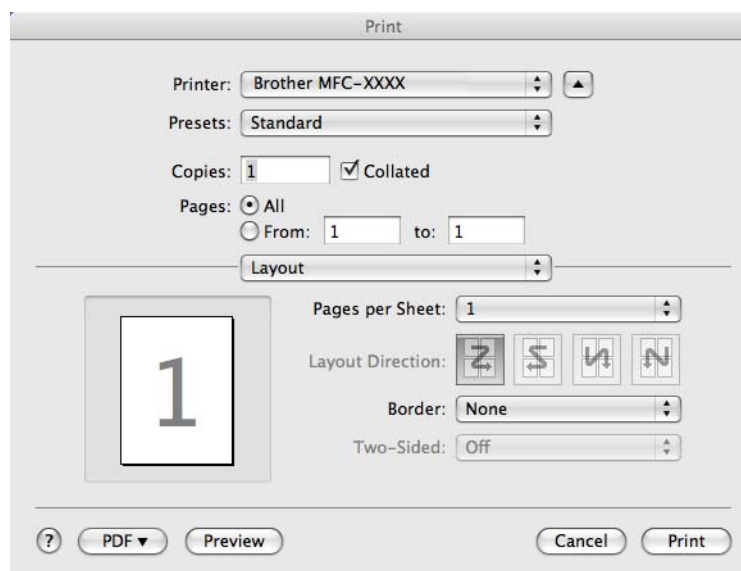 Print
Printer: Brother MFC-XXXX
Presets: Standard
Copies: 1 Collated
Pages: All
From: 1 to: 1
Layout
Pages per Sheet: 1
Layout Direction:
Border: None
Two-Sided: Off
1
? PDF▼ Preview Cancel Print